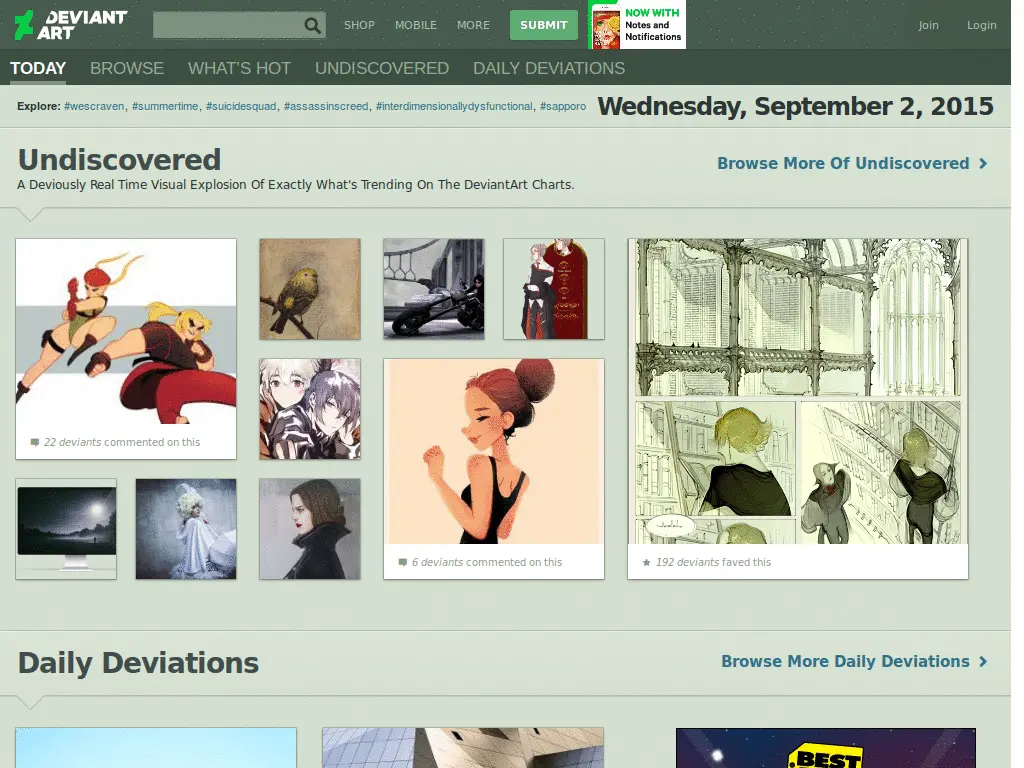 DEVIANT ART
SHOP MOBILE MORE SUBMIT
NOW WITH
Notes and
Notifications
Join Login
TODAY BROWSE WHAT'S HOT UNDISCOVERED DAILY DEVIATIONS
Explore: #wescraven, #summertime, #suicidesquad, #assassinscreed, #interdimensionallydysfunctional, #sapporo
Wednesday, September 2, 2015
Undiscovered
Browse More Of Undiscovered
A Deviously Real Time Visual Explosion Of Exactly What's Trending On The DeviantArt Charts.
22 deviants commented on this
6 deviants commented on this
192 deviants faved this
Daily Deviations
Browse More Daily Deviations
BEST